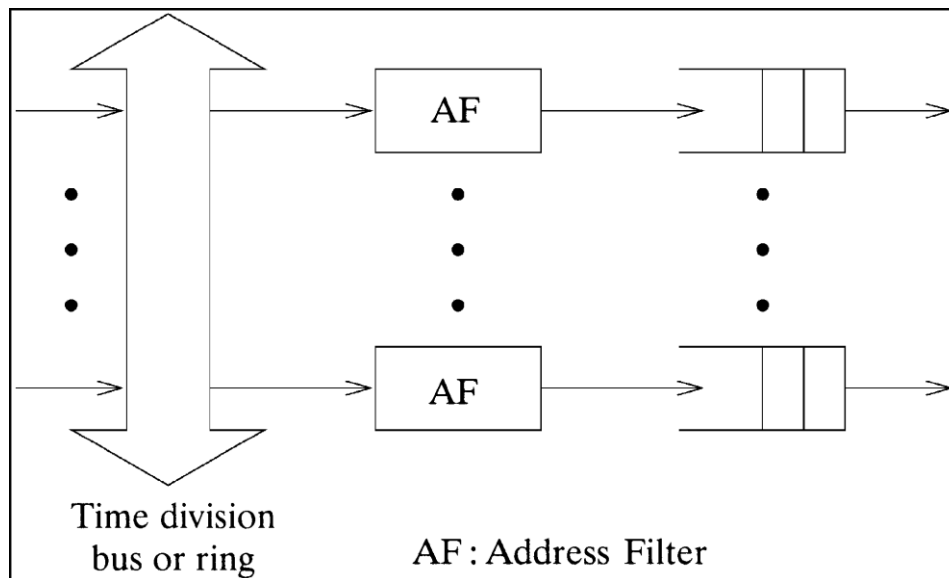 AF
AF
Time division
bus or ring
AF : Address Filter